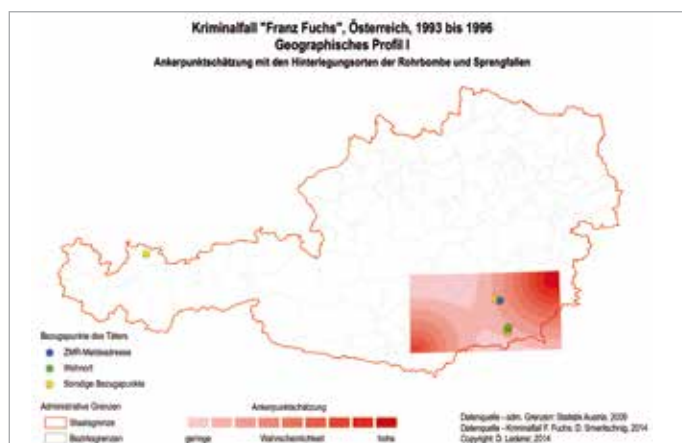 Kriminalfall "Franz Fuchs", Österreich, 1993 bis 1996
Geographisches Profil I
Ankerpunktschätzung mit den Hinterlegungsorten der Rohrbombe und Sprengfallen
Bezugspunkte des Täters
ZMR-Meldeadresse
Wohnort
Sonstige Bezugspunkte
Administrative Grenzen
Staatsgrenze
Bezirksgrenzen
Ankerpunktschätzung
geringe Wahrscheinlichkeit hohe
Datenquelle - adm. Grenzen: Statistik Austria, 2009
Datenquelle - Kriminalfall F. Fuchs: D. 2014
Copyright: D. 2014